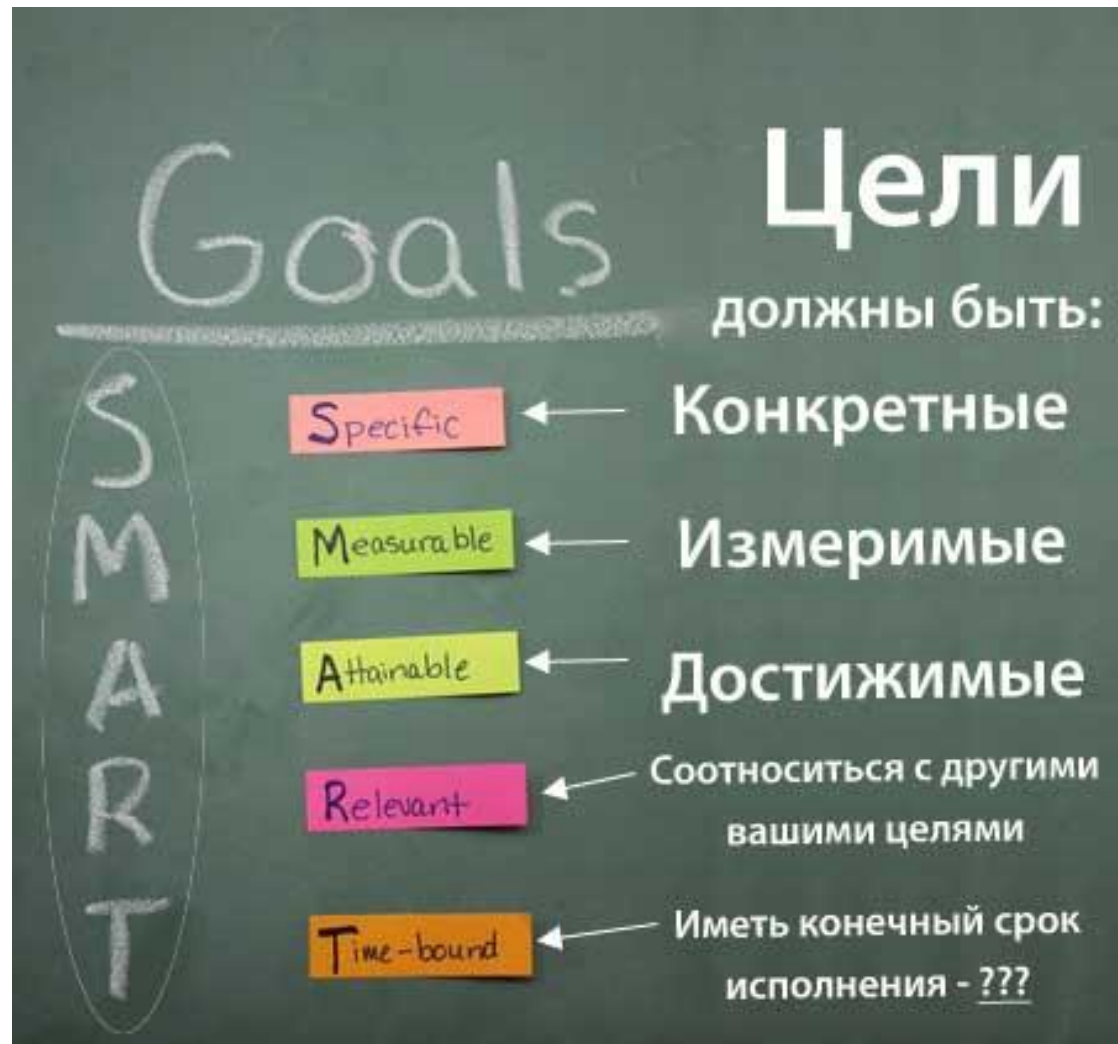 Goals
Цели
должны быть:
S
Specific
Конкретные
M
Measurable
Измеримые
A
Attainable
Достижимые
R
Relevant
Соотноситься с другими
вашими целями
T
Time-bound
Иметь конечный срок
исполнения - ???